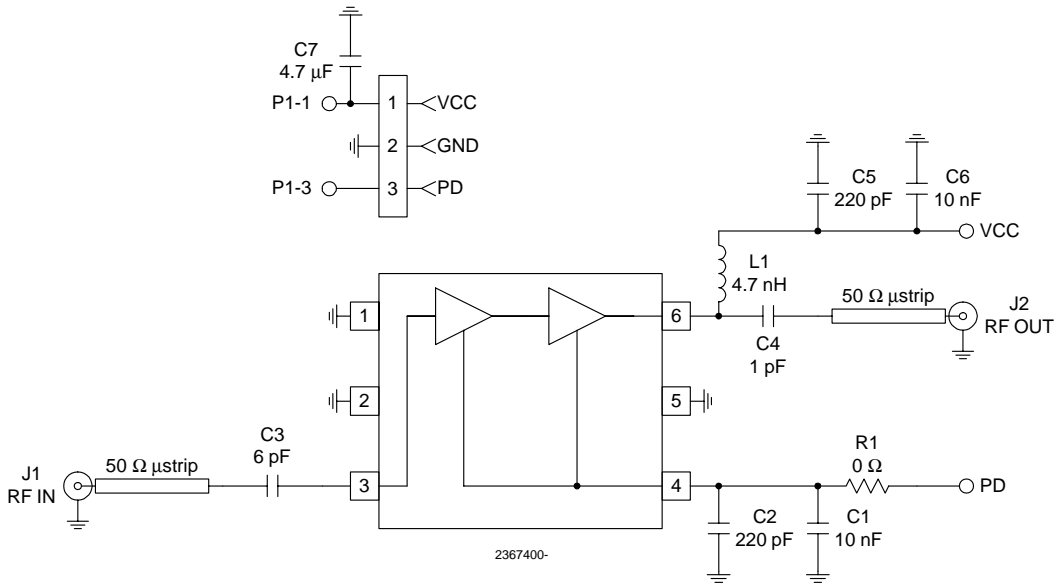 C7
4.7 μF
P1-1
1
VCC
2
GND
P1-3
3
PD
C5
220 pF
C6
10 nF
VCC
L1
4.7 nH
1
6
50 Ω μstrip
J2
RF OUT
C4
1 pF
2
5
C3
6 pF
J1
RF IN
50 Ω μstrip
3
4
R1
0 Ω
PD
C2
220 pF
C1
10 nF
2367400-